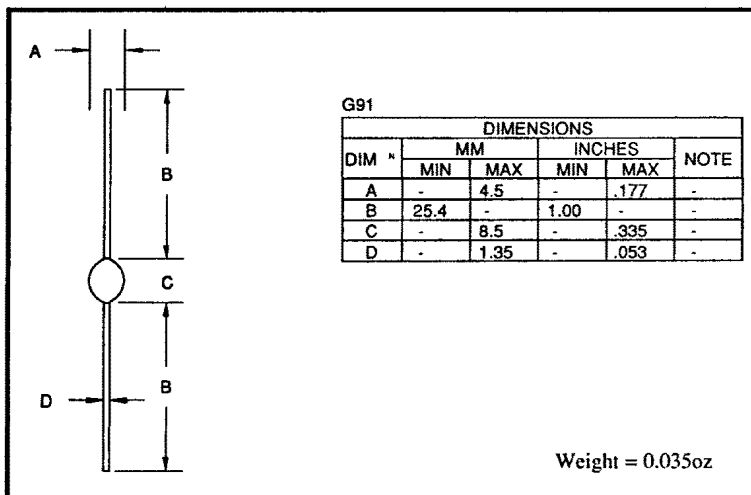 A
B
C
D
B
G91
DIMENSIONS
DIM N MM INCHES NOTE
MIN MAX MIN MAX
A - 4.5 - .177 -
B 25.4 - 1.00 - -
C - 8.5 - .335 -
D - 1.35 - .053 -
Weight = 0.035oz